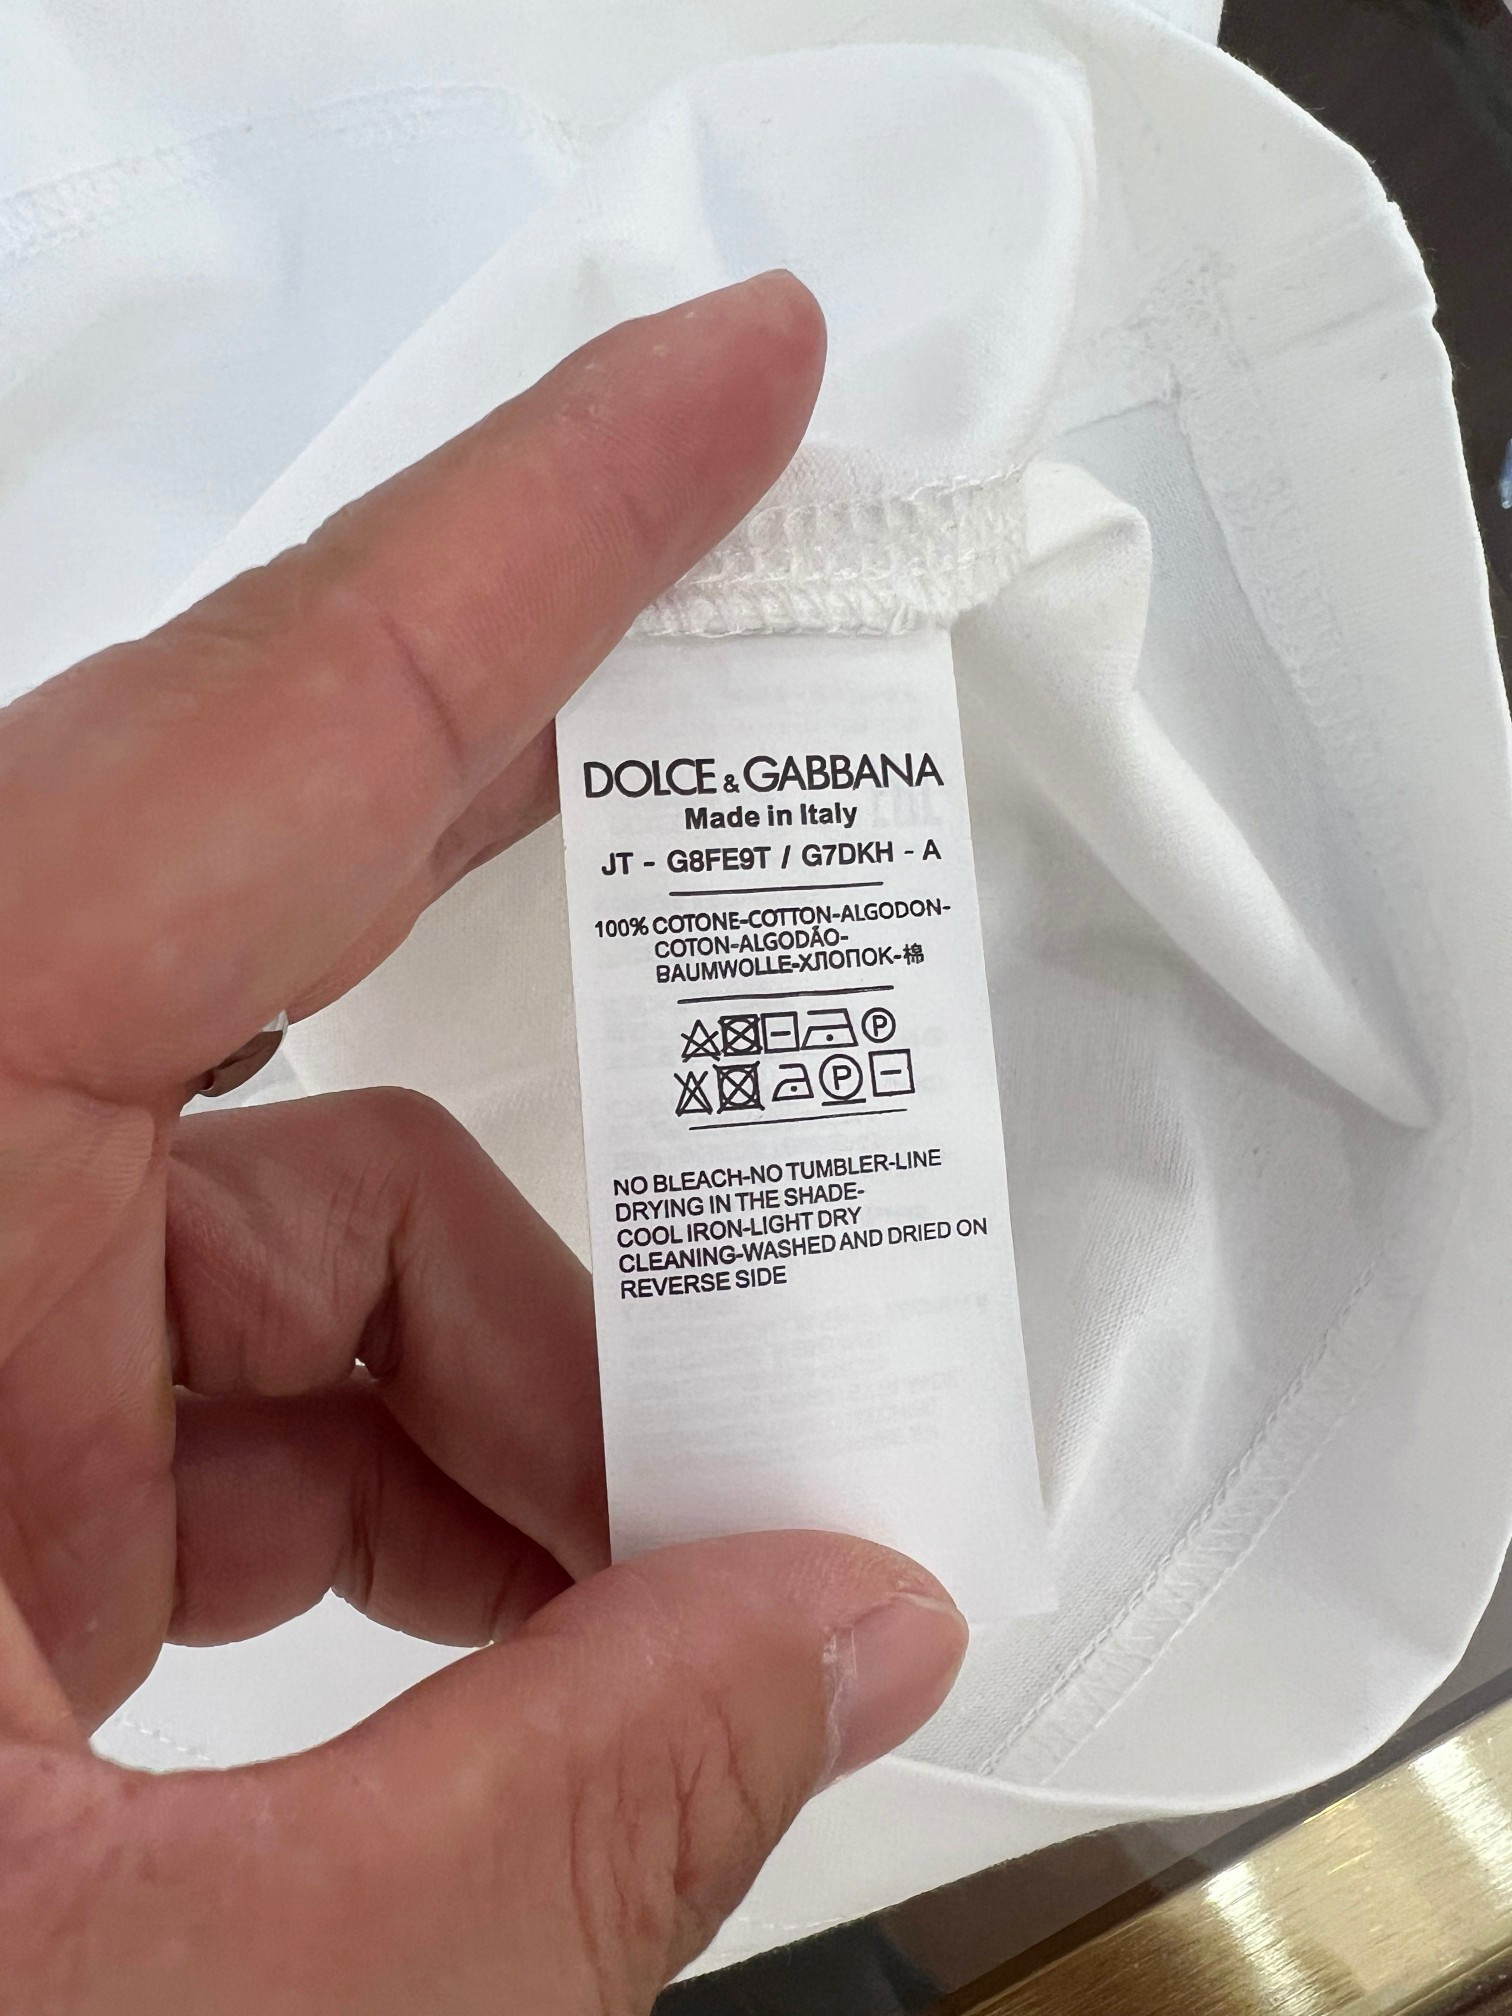 DOLCE & GABBANA
Made in Italy
JT - G8FE9T / G7DKH - A
100% COTONE-COTTON-ALGODON-
COTON-ALGODÃO-
BAUMWOLLE-ХЛОПОК-棉
P
P
NO BLEACH-NO TUMBLER-LINE
DRYING IN THE SHADE-
COOL IRON-LIGHT DRY
CLEANING-WASHED AND DRIED ON
REVERSE SIDE